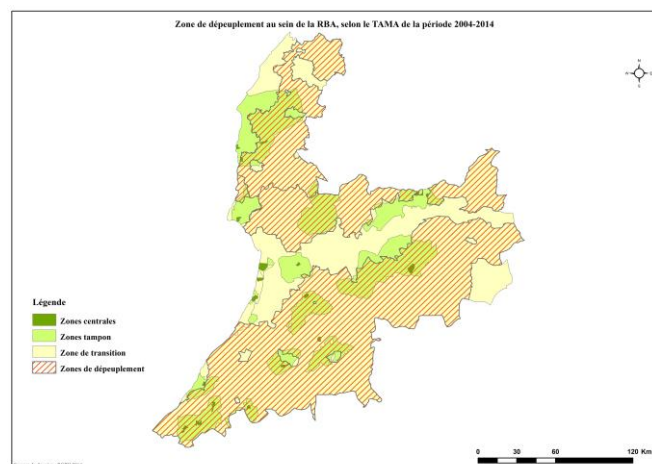 Zone de dépeuplement au sein de la RBA, selon le TAMA de la période 2004-2014
N
S
Légende
Zones centrales
Zones tampon
Zone de transition
Zones de dépeuplement
0 30 60 120 Km